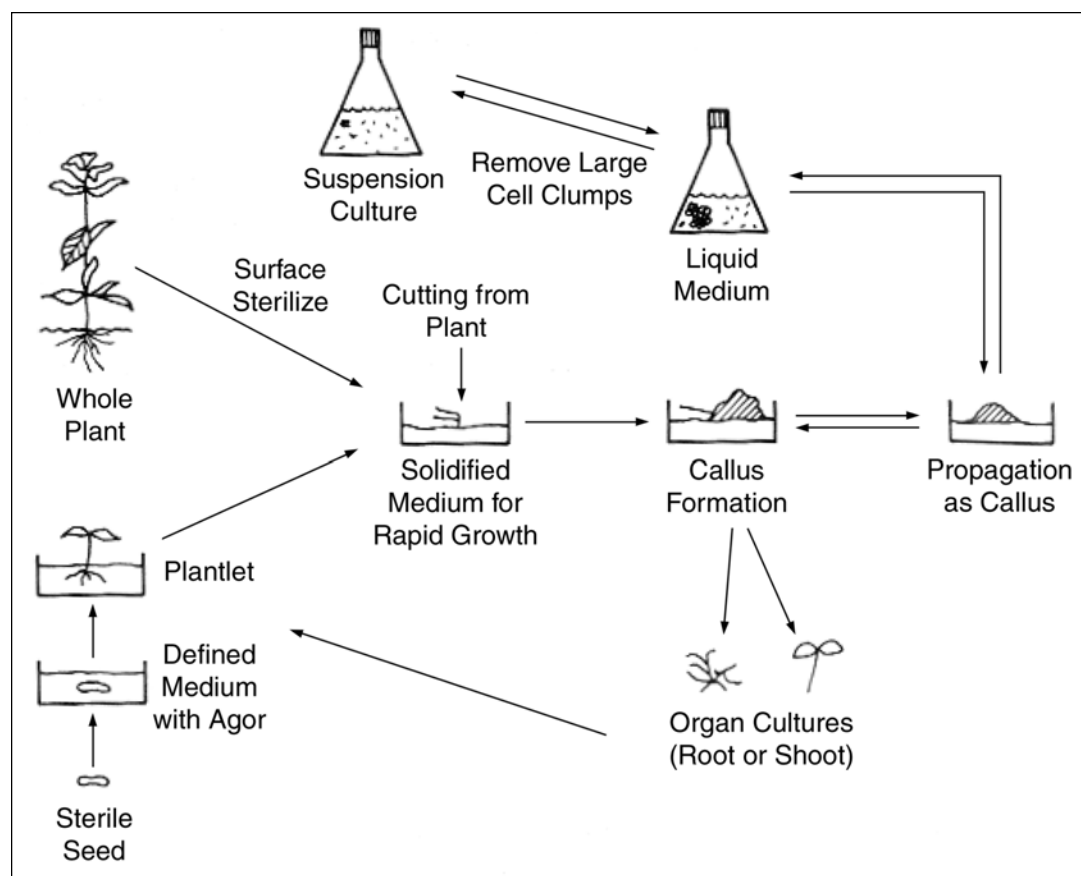 Suspension
Culture
Remove Large
Cell Clumps
Liquid
Medium
Surface
Sterilize
Cutting from
Plant
Whole
Plant
Solidified
Medium for
Rapid Growth
Callus
Formation
Propagation
as Callus
Plantlet
Defined
Medium
with Agor
Organ Cultures
(Root or Shoot)
Sterile
Seed